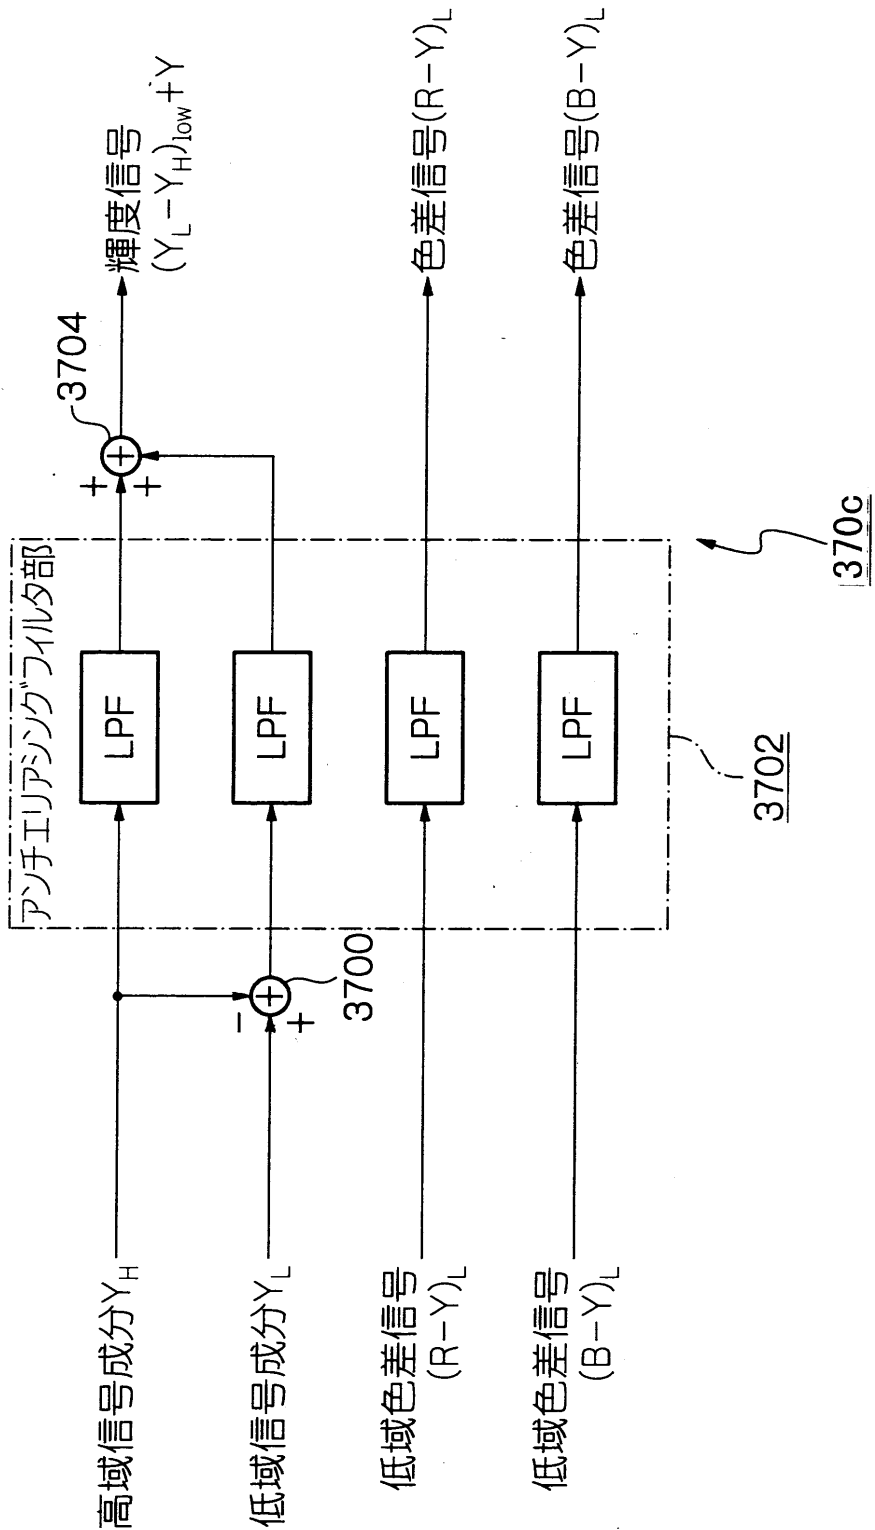 高域信号成分Y_H
低域信号成分Y_L
低域色差信号
(R-Y)_L
低域色差信号
(B-Y)_L
-
+
3700
アンチエリアシングフィルタ部
LPF
LPF
LPF
LPF
3702
+
+
3704
輝度信号
(Y_L-Y_H)_low+Y
色差信号(R-Y)_L
色差信号(B-Y)_L
370c